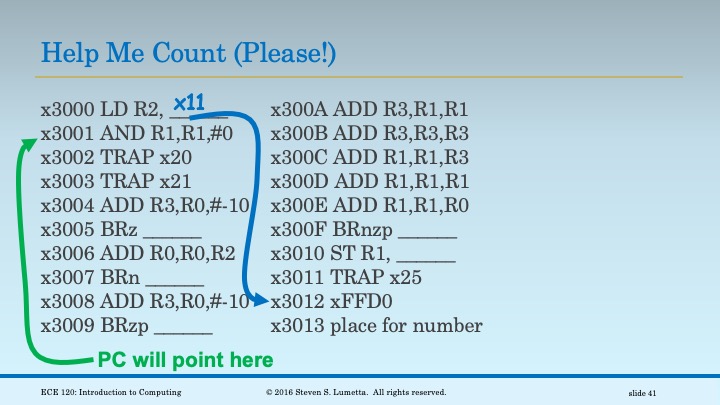 Help Me Count (Please!)
x3000 LD R2, ______
x11
x3001 AND R1,R1,#0
x3002 TRAP x20
x3003 TRAP x21
x3004 ADD R3,R0,#-10
x3005 BRz ______
x3006 ADD R0,R0,R2
x3007 BRn ______
x3008 ADD R3,R0,#-10
x3009 BRzp ______
x300A ADD R3,R1,R1
x300B ADD R3,R3,R3
x300C ADD R1,R1,R3
x300D ADD R1,R1,R1
x300E ADD R1,R1,R0
x300F BRnzp ______
x3010 ST R1, ______
x3011 TRAP x25
x3012 xFFD0
x3013 place for number
PC will point here
ECE 120: Introduction to Computing
© 2016 Steven S. Lumetta. All rights reserved.
slide 41